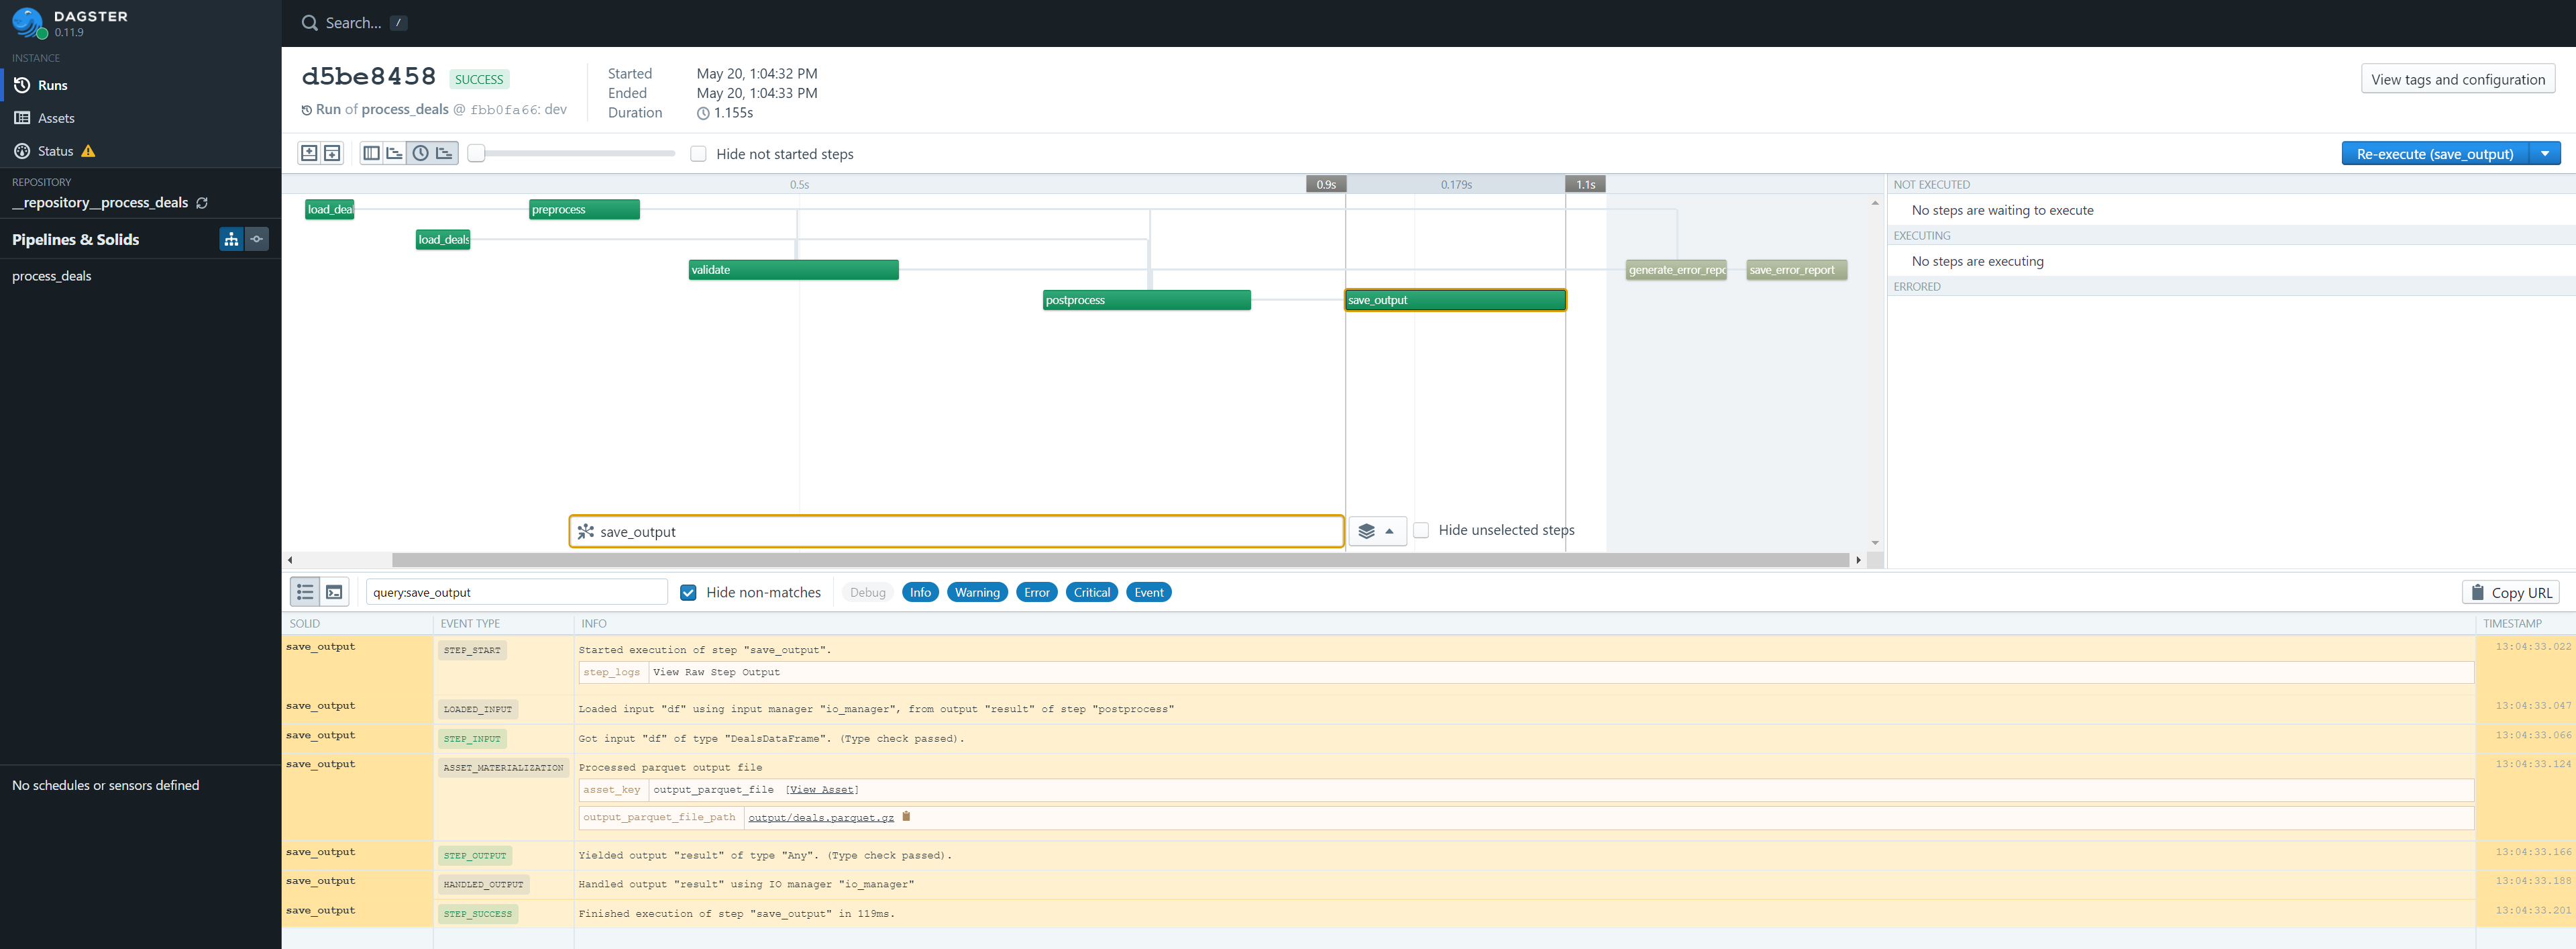 DAGSTER
0.11.9
Search... /
INSTANCE
Runs
Assets
Status
REPOSITORY
__repository__process_deals
Pipelines & Solids
process_deals
No schedules or sensors defined
d5be8458 SUCCESS
Run of process_deals @ fbb0fa66: dev
Started May 20, 1:04:32 PM
Ended May 20, 1:04:33 PM
Duration 1.155s
View tags and configuration
Hide not started steps
Re-execute (save_output)
0.5s 0.9s 0.179s 1.1s
load_dea preprocess
load_deals
validate generate_error_repo save_error_report
postprocess save_output
NOT EXECUTED
No steps are waiting to execute
EXECUTING
No steps are executing
ERRORED
save_output Hide unselected steps
query:save_output Hide non-matches Debug Info Warning Error Critical Event Copy URL
SOLID EVENT TYPE INFO TIMESTAMP
save_output STEP_START Started execution of step "save_output". 13:04:33.022
step_logs View Raw Step Output
save_output LOADED_INPUT Loaded input "df" using input manager "io_manager", from output "result" of step "postprocess" 13:04:33.047
save_output STEP_INPUT Got input "df" of type "DealsDataFrame". (Type check passed). 13:04:33.066
save_output ASSET_MATERIALIZATION Processed parquet output file 13:04:33.124
asset_key output_parquet_file [View Asset]
output_parquet_file_path output/deals.parquet.gz
save_output STEP_OUTPUT Yielded output "result" of type "Any". (Type check passed). 13:04:33.166
save_output HANDLED_OUTPUT Handled output "result" using IO manager "io_manager" 13:04:33.188
save_output STEP_SUCCESS Finished execution of step "save_output" in 119ms. 13:04:33.201